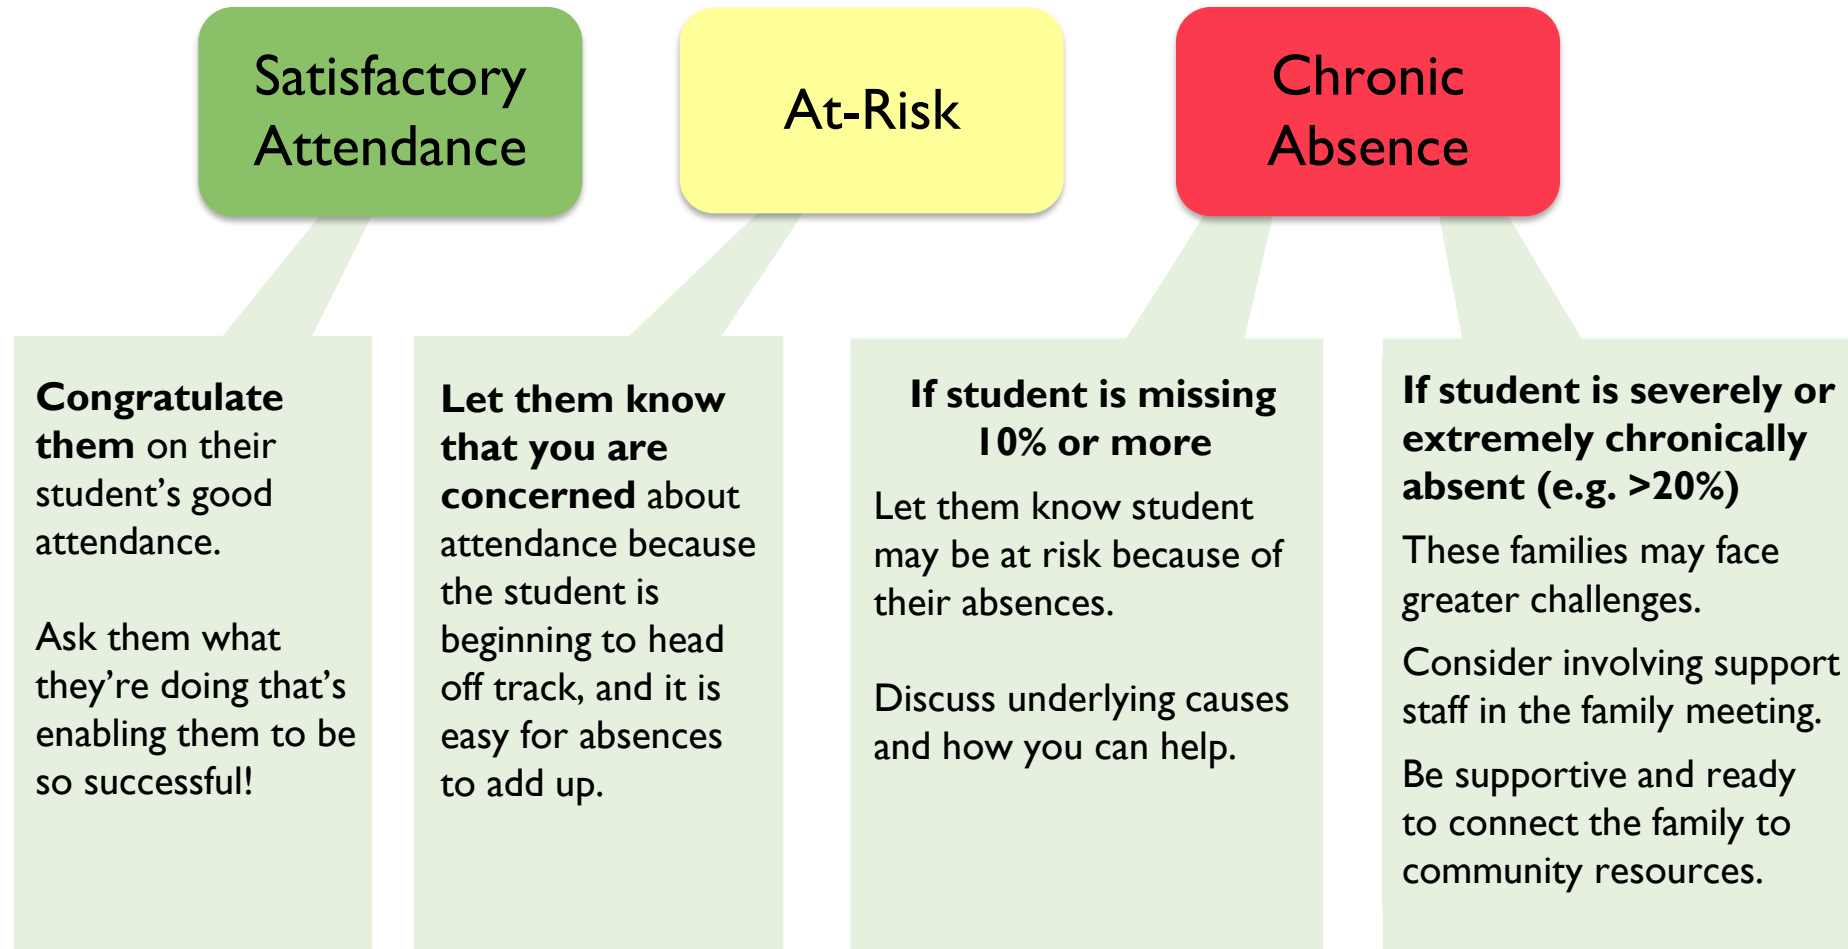 Satisfactory
Attendance
At-Risk
Chronic
Absence
Congratulate
them on their
student’s good
attendance.
Ask them what
they’re doing that’s
enabling them to be
so successful!
Let them know
that you are
concerned about
attendance because
the student is
beginning to head
off track, and it is
easy for absences
to add up.
If student is missing
10% or more
Let them know student
may be at risk because of
their absences.
Discuss underlying causes
and how you can help.
If student is severely or
extremely chronically
absent (e.g. >20%)
These families may face
greater challenges.
Consider involving support
staff in the family meeting.
Be supportive and ready
to connect the family to
community resources.